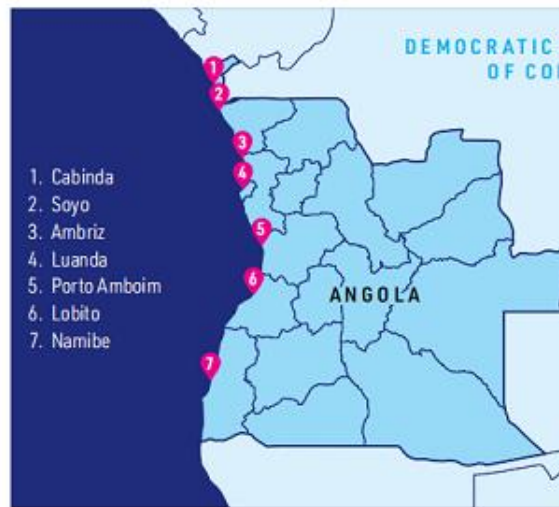 DEMOCRATIC
OF CO
1
2
3
4
5
6
7
1. Cabinda
2. Soyo
3. Ambriz
4. Luanda
5. Porto Amboim
6. Lobito
7. Namibe
ANGOLA